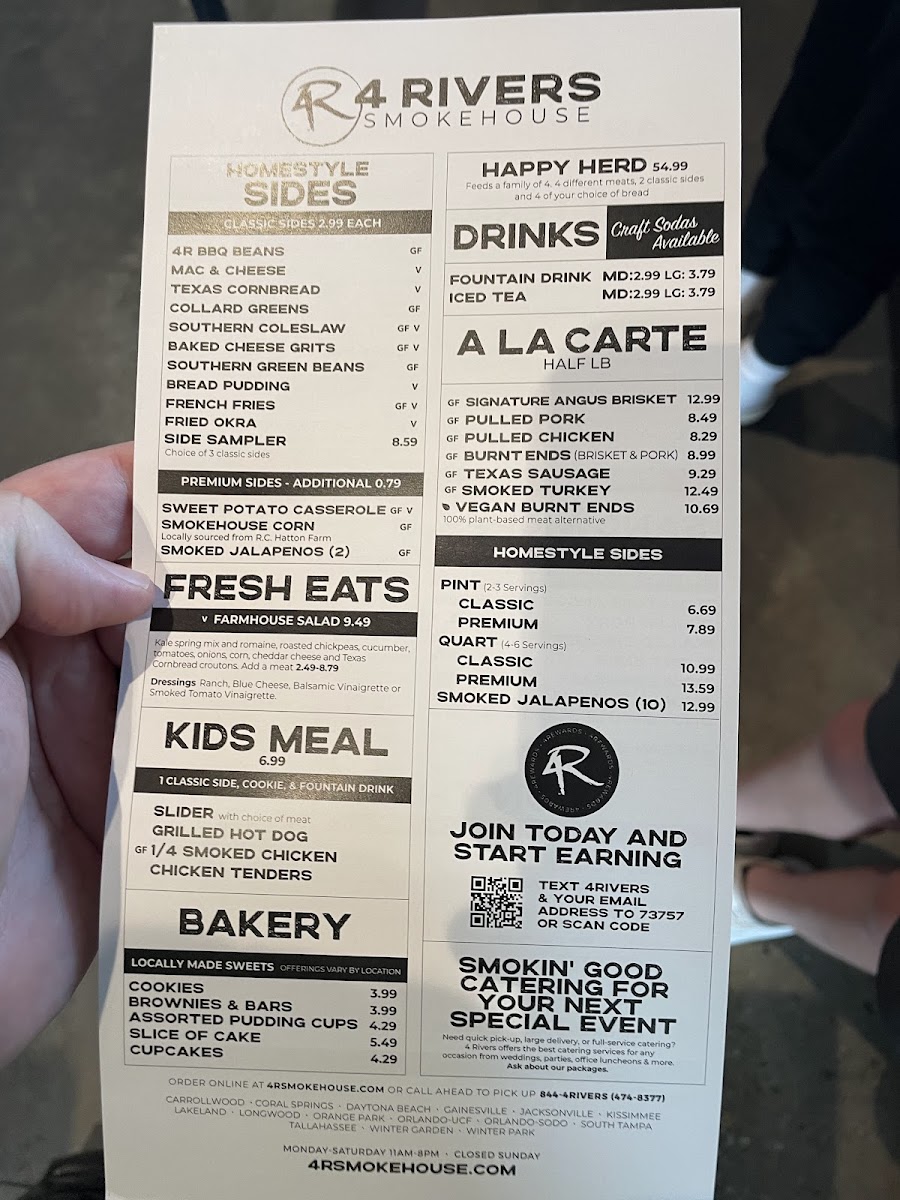 4R 4 RIVERS
SMOKEHOUSE
HOMESTYLE
SIDES
CLASSIC SIDES 2.99 EACH
4R BBQ BEANS GF
MAC & CHEESE V
TEXAS CORNBREAD V
COLLARD GREENS GF
SOUTHERN COLESLAW GF V
BAKED CHEESE GRITS GF V
SOUTHERN GREEN BEANS GF
BREAD PUDDING V
FRENCH FRIES GF V
FRIED OKRA V
SIDE SAMPLER 8.59
Choice of 3 classic sides
PREMIUM SIDES - ADDITIONAL 0.79
SWEET POTATO CASSEROLE GF V
SMOKEHOUSE CORN GF
Locally sourced from R.C. Hatton Farm
SMOKED JALAPENOS (2) GF
FRESH EATS
V FARMHOUSE SALAD 9.49
Kale spring mix and romaine, roasted chickpeas, cucumber,
tomatoes, onions, corn, cheddar cheese and Texas
Cornbread croutons. Add a meat 2.49-8.79
Dressings Ranch, Blue Cheese, Balsamic Vinaigrette or
Smoked Tomato Vinaigrette.
KIDS MEAL
6.99
1 CLASSIC SIDE, COOKIE, & FOUNTAIN DRINK
SLIDER with choice of meat
GRILLED HOT DOG
GF 1/4 SMOKED CHICKEN
CHICKEN TENDERS
BAKERY
LOCALLY MADE SWEETS OFFERINGS VARY BY LOCATION
COOKIES 3.99
BROWNIES & BARS 3.99
ASSORTED PUDDING CUPS 4.29
SLICE OF CAKE 5.49
CUPCAKES 4.29
HAPPY HERD 54.99
Feeds a family of 4, 4 different meats, 2 classic sides
and 4 of your choice of bread
DRINKS Craft Sodas
Available
FOUNTAIN DRINK MD:2.99 LG: 3.79
ICED TEA MD:2.99 LG: 3.79
A LA CARTE
HALF LB
GF SIGNATURE ANGUS BRISKET 12.99
GF PULLED PORK 8.49
GF PULLED CHICKEN 8.29
GF BURNT ENDS (BRISKET & PORK) 8.99
GF TEXAS SAUSAGE 9.29
GF SMOKED TURKEY 12.49
VEGAN BURNT ENDS 10.69
100% plant-based meat alternative
HOMESTYLE SIDES
PINT (2-3 Servings)
CLASSIC 6.69
PREMIUM 7.89
QUART (4-6 Servings)
CLASSIC 10.99
PREMIUM 13.59
SMOKED JALAPENOS (10) 12.99
4REWARDS · 4REWARDS · 4REWARDS · 4REWARDS
4R
JOIN TODAY AND
START EARNING
TEXT 4RIVERS
& YOUR EMAIL
ADDRESS TO 73757
OR SCAN CODE
SMOKIN' GOOD
CATERING FOR
YOUR NEXT
SPECIAL EVENT
Need quick pick-up, large delivery, or full-service catering?
4 Rivers offers the best catering services for any
occasion from weddings, parties, office luncheons & more.
Ask about our packages.
ORDER ONLINE AT 4RSMOKEHOUSE.COM OR CALL AHEAD TO PICK UP 844-4RIVERS (474-8377)
CARROLLWOOD · CORAL SPRINGS · DAYTONA BEACH · GAINESVILLE · JACKSONVILLE · KISSIMMEE
LAKELAND · LONGWOOD · ORANGE PARK · ORLANDO-UCF · ORLANDO-SODO · SOUTH TAMPA
TALLAHASSEE · WINTER GARDEN · WINTER PARK
MONDAY-SATURDAY 11AM-8PM · CLOSED SUNDAY
4RSMOKEHOUSE.COM